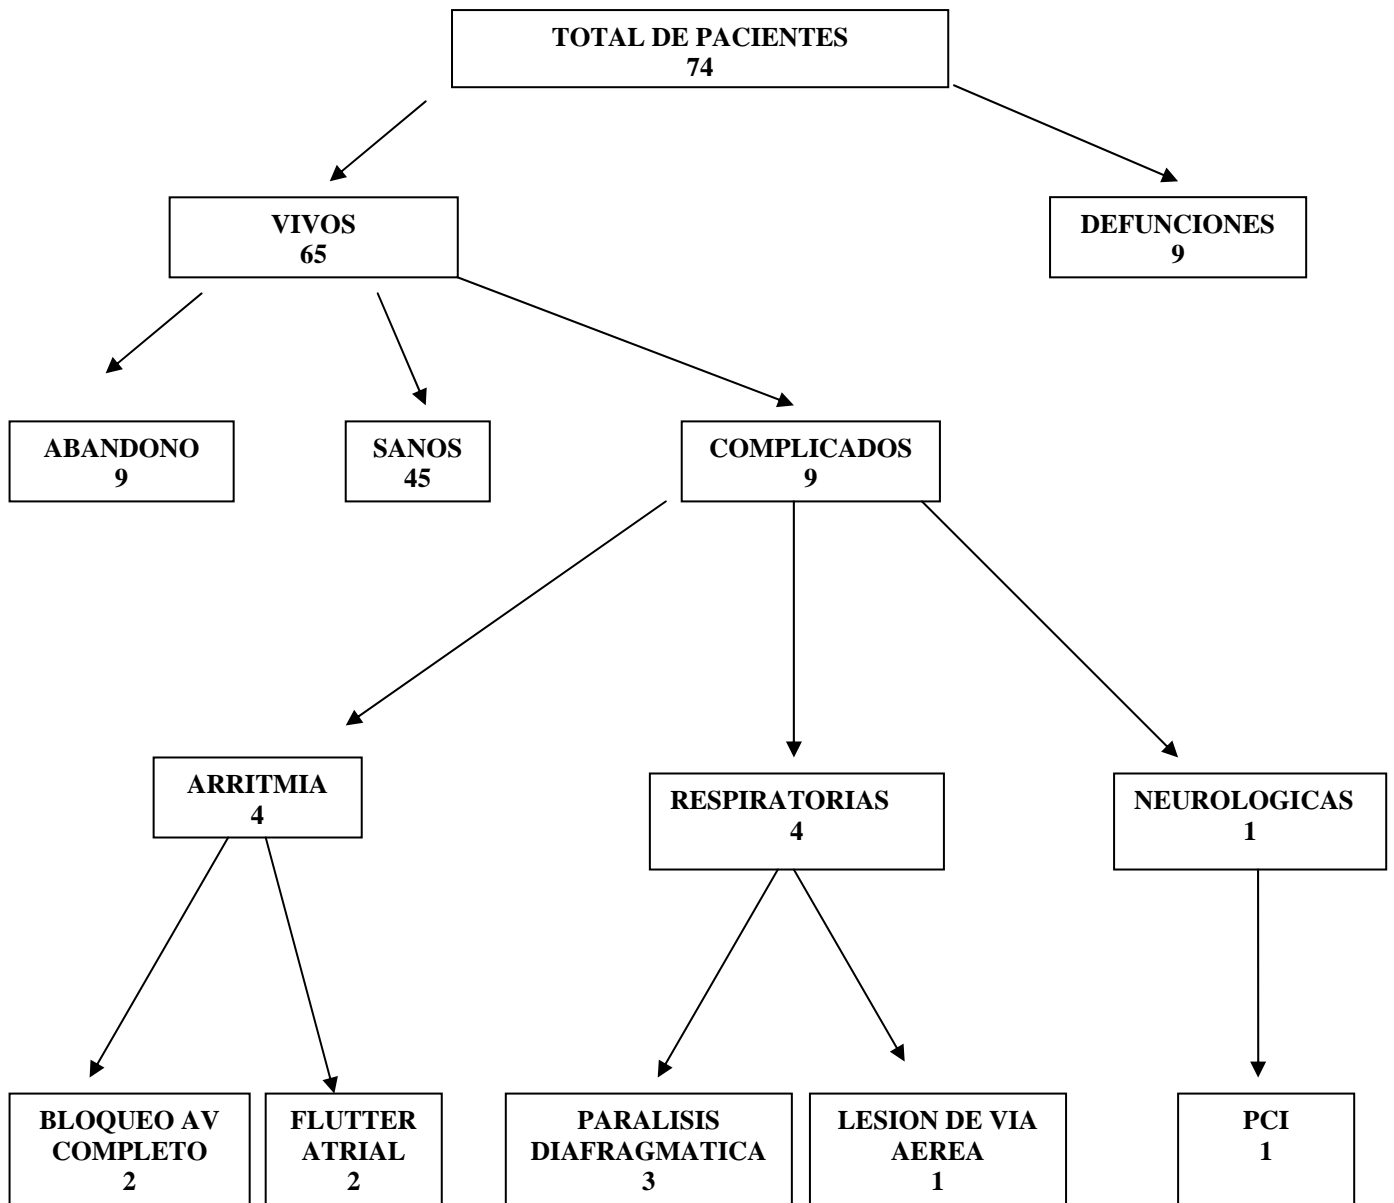 TOTAL DE PACIENTES
74
VIVOS
65
DEFUNCIONES
9
ABANDONO
9
SANOS
45
COMPLICADOS
9
ARRITMIA
4
RESPIRATORIAS
4
NEUROLOGICAS
1
BLOQUEO AV
COMPLETO
2
FLUTTER
ATRIAL
2
PARALISIS
DIAFRAGMATICA
3
LESION DE VIA
AEREA
1
PCI
1